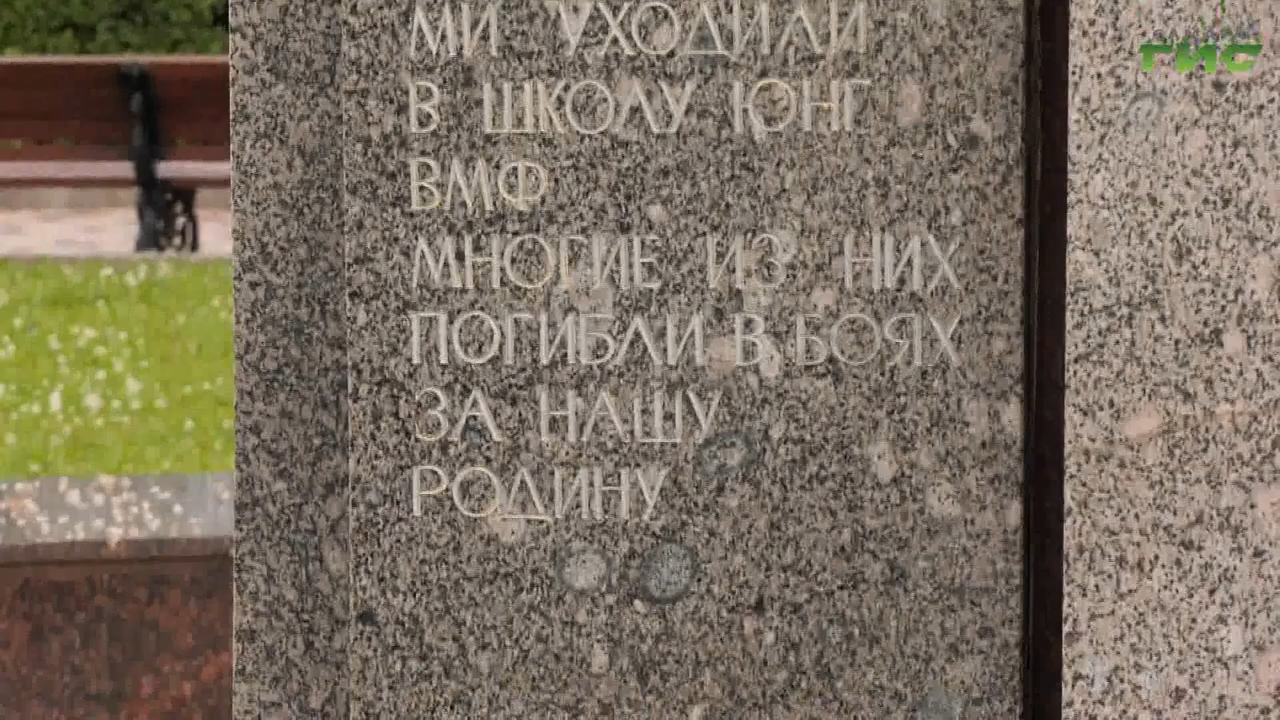 МИ УХОДИЛИ
В ШКОЛУ ЮНГ
ВМФ
МНОГИЕ ИЗ НИХ
ПОГИБЛИ В БОЯХ
ЗА НАШУ
РОДИНУ
ГИС